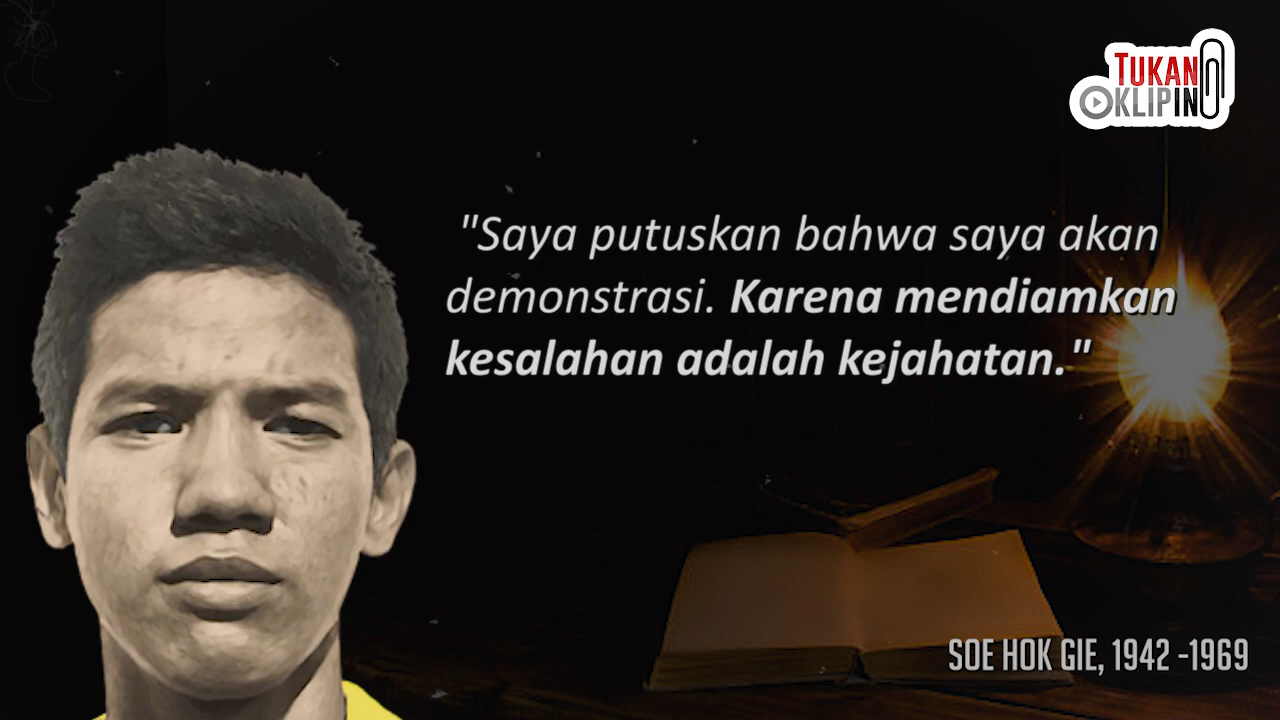 TUKAN
KLIPIN
"Saya putuskan bahwa saya akan
demonstrasi. Karena mendiamkan
kesalahan adalah kejahatan."
SOE HOK GIE, 1942 -1969